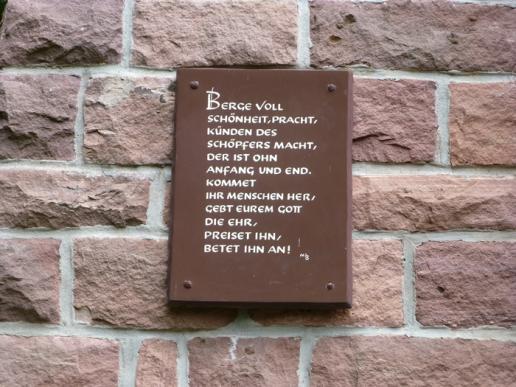 BERGE VOLL
SCHÖNHEIT, PRACHT,
KÜNDEN DES
SCHÖPFERS MACHT,
DER IST OHN
ANFANG UND END.
KOMMET
IHR MENSCHEN HER,
GEBT EUREM GOTT
DIE EHR,
PREISET IHN,
BETET IHN AN!